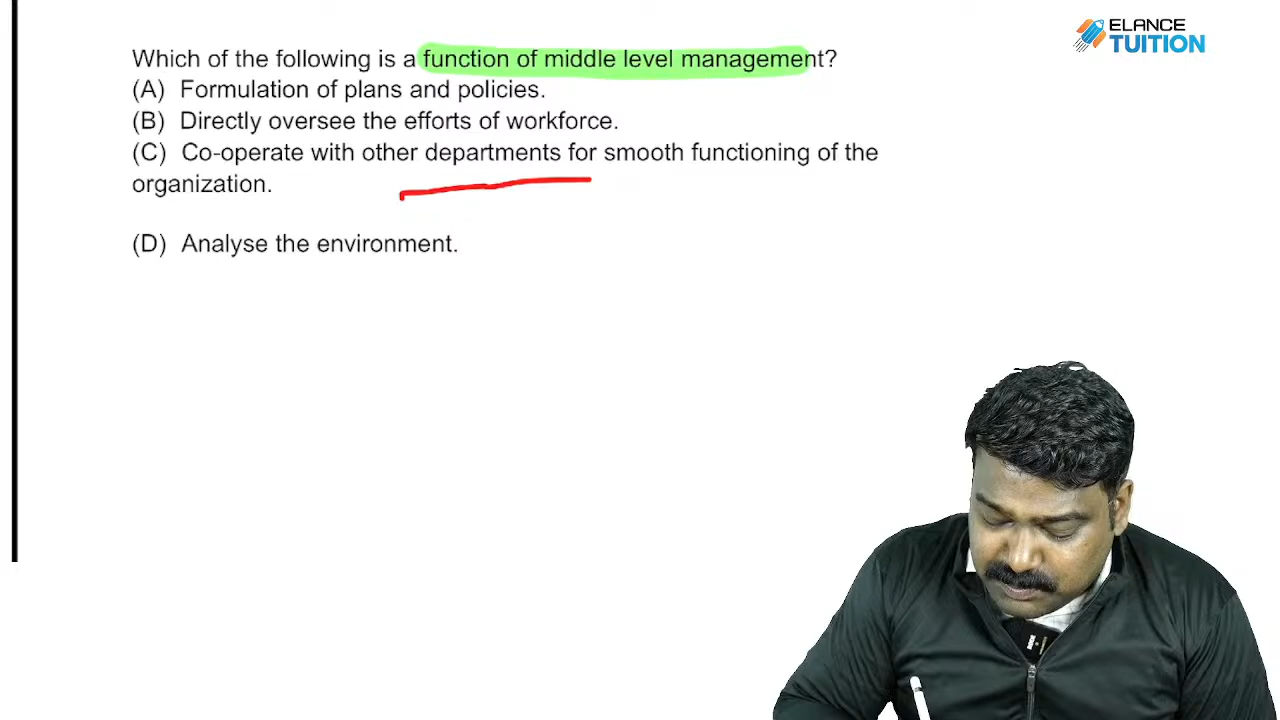 ELANCE
TUITION
Which of the following is a function of middle level management?
(A) Formulation of plans and policies.
(B) Directly oversee the efforts of workforce.
(C) Co-operate with other departments for smooth functioning of the
organization.
(D) Analyse the environment.